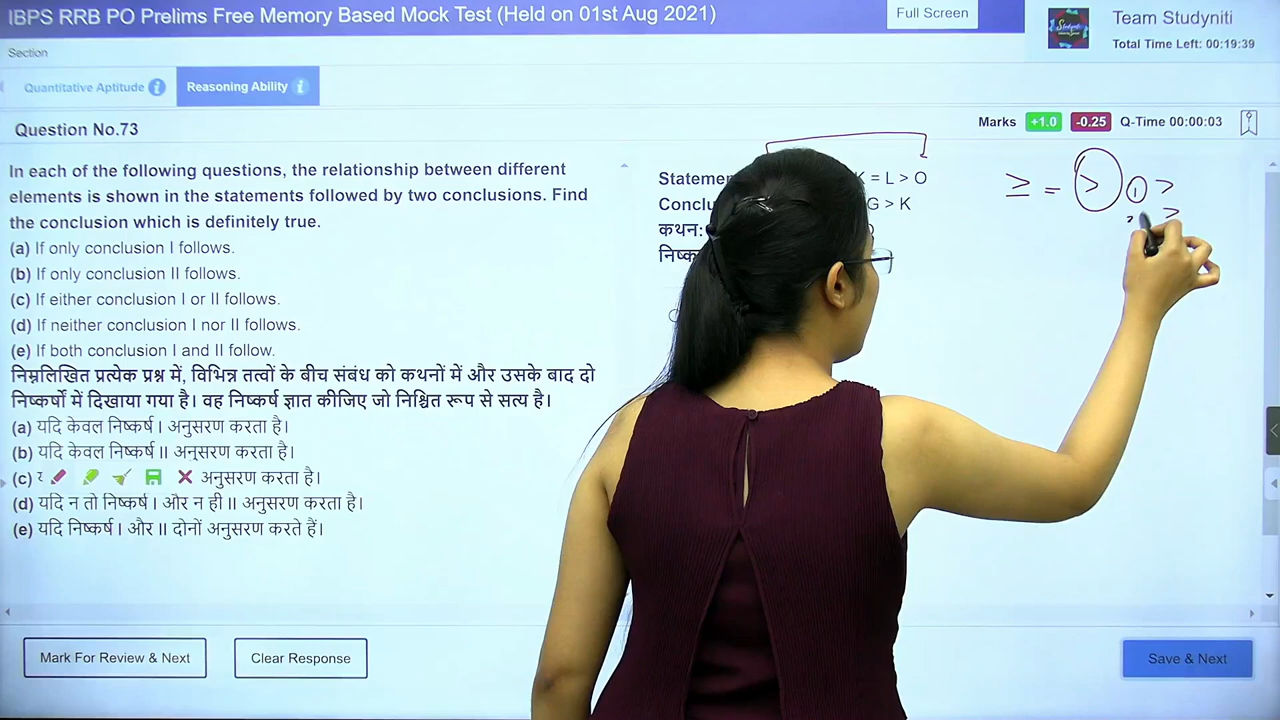 IBPS RRB PO Prelims Free Memory Based Mock Test (Held on 01st Aug 2021)
Full Screen
Team Studyniti
Total Time Left: 00:19:39
Section
Quantitative Aptitude i
Reasoning Ability i
Question No.73
Marks +1.0 -0.25 Q-Time 00:00:03
In each of the following questions, the relationship between different
elements is shown in the statements followed by two conclusions. Find
the conclusion which is definitely true.
(a) If only conclusion I follows.
(b) If only conclusion II follows.
(c) If either conclusion I or II follows.
(d) If neither conclusion I nor II follows.
(e) If both conclusion I and II follow.
निम्नलिखित प्रत्येक प्रश्न में, विभिन्न तत्वों के बीच संबंध को कथनों में और उसके बाद दो
निष्कर्षों में दिखाया गया है। वह निष्कर्ष ज्ञात कीजिए जो निश्चित रूप से सत्य है।
(a) यदि केवल निष्कर्ष I अनुसरण करता है।
(b) यदि केवल निष्कर्ष II अनुसरण करता है।
(c) अनुसरण करता है।
(d) यदि न तो निष्कर्ष I और न ही II अनुसरण करता है।
(e) यदि निष्कर्ष I और II दोनों अनुसरण करते हैं।
= L > O
G > K
कथन:
≥ = > 1 >
>
Mark For Review & Next
Clear Response
Save & Next